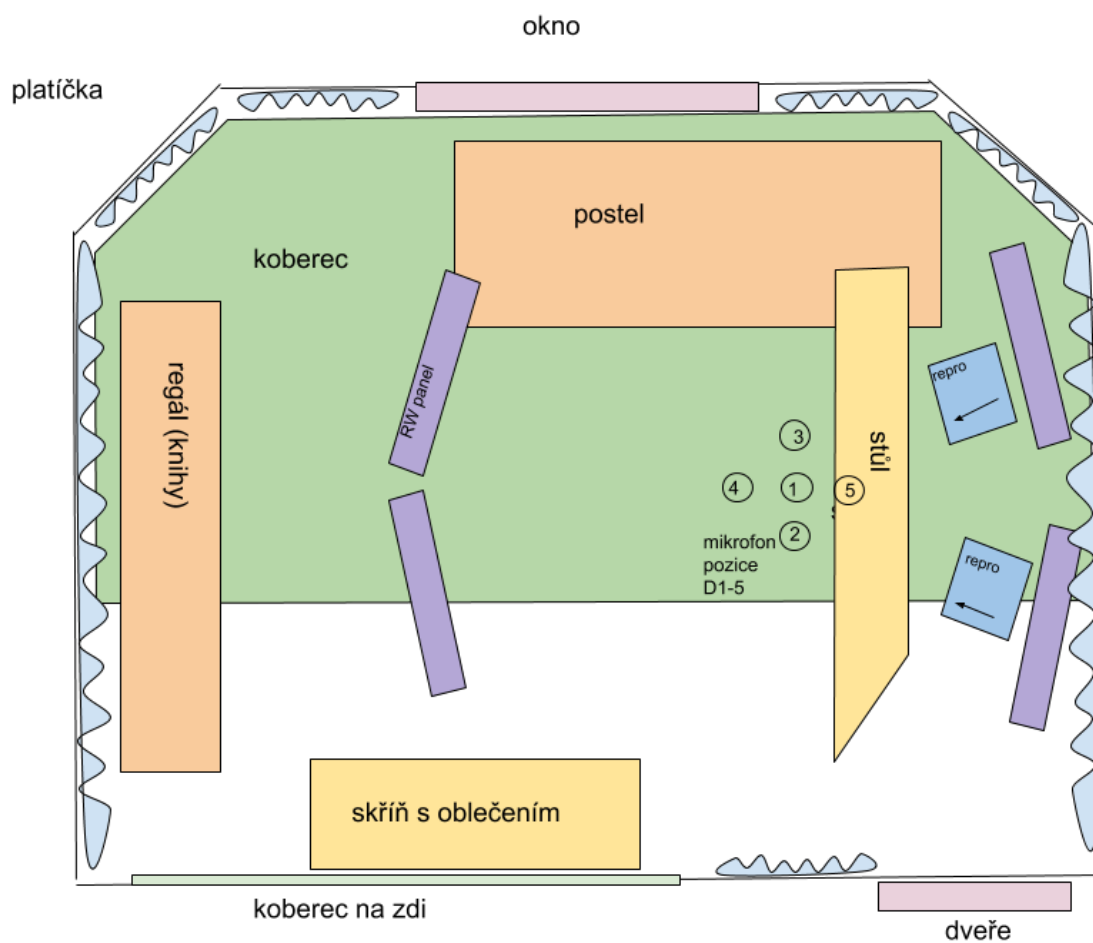 okno
platíčka
postel
koberec
regál (knihy)
RW panel
repro
stůl
3
4
1
5
2
mikrofon
pozice
D1-5
repro
skříň s oblečením
koberec na zdi
dveře